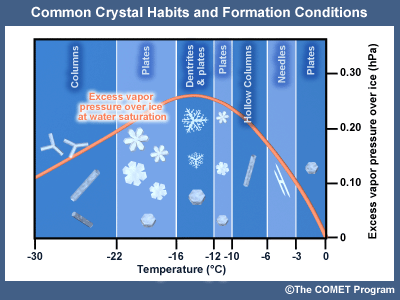 Common Crystal Habits and Formation Conditions
Columns
Plates
Dentrites
& plates
Plates
Hollow Columns
Needles
Plates
Excess vapor
pressure over ice
at water saturation
0.30
0.20
0.10
0
Excess vapor pressure over ice (hPa)
-30
-22
-16
-12
-10
-6
-3
0
Temperature (°C)
©The COMET Program